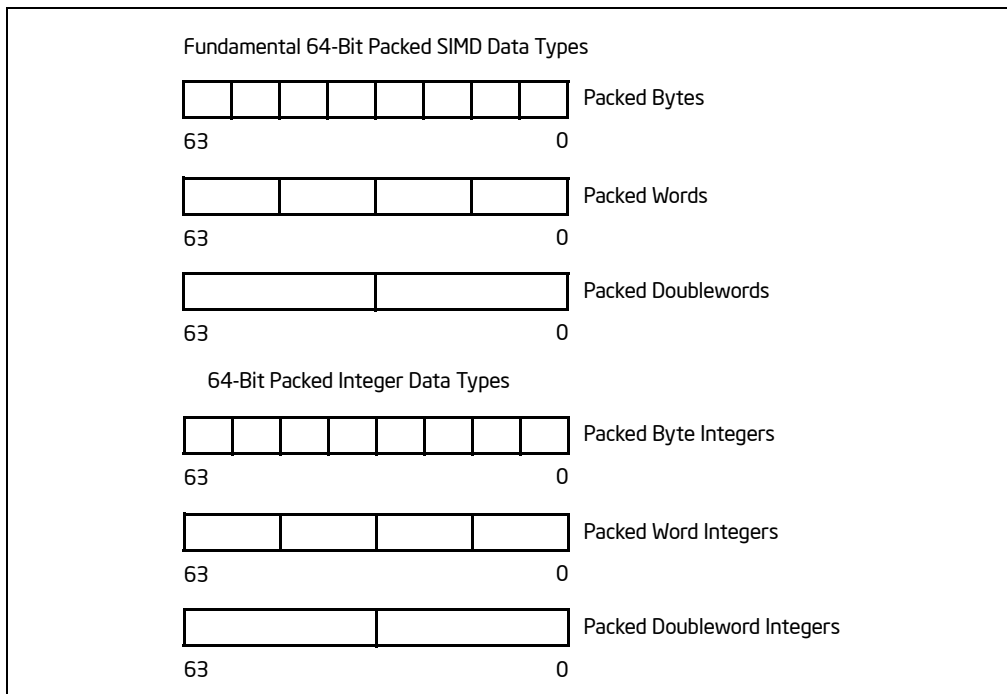 Fundamental 64-Bit Packed SIMD Data Types
Packed Bytes
63 0
Packed Words
63 0
Packed Doublewords
63 0
64-Bit Packed Integer Data Types
Packed Byte Integers
63 0
Packed Word Integers
63 0
Packed Doubleword Integers
63 0